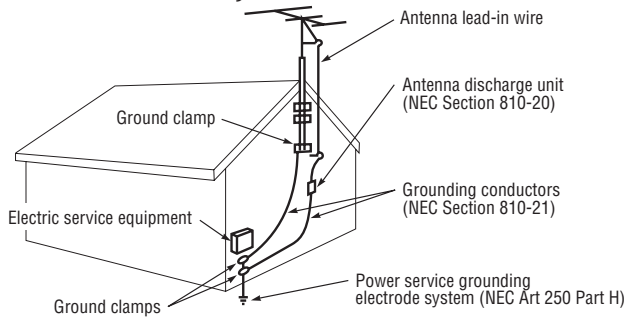 Antenna lead-in wire
Antenna discharge unit
(NEC Section 810-20)
Ground clamp
Grounding conductors
(NEC Section 810-21)
Electric service equipment
Power service grounding
electrode system (NEC Art 250 Part H)
Ground clamps